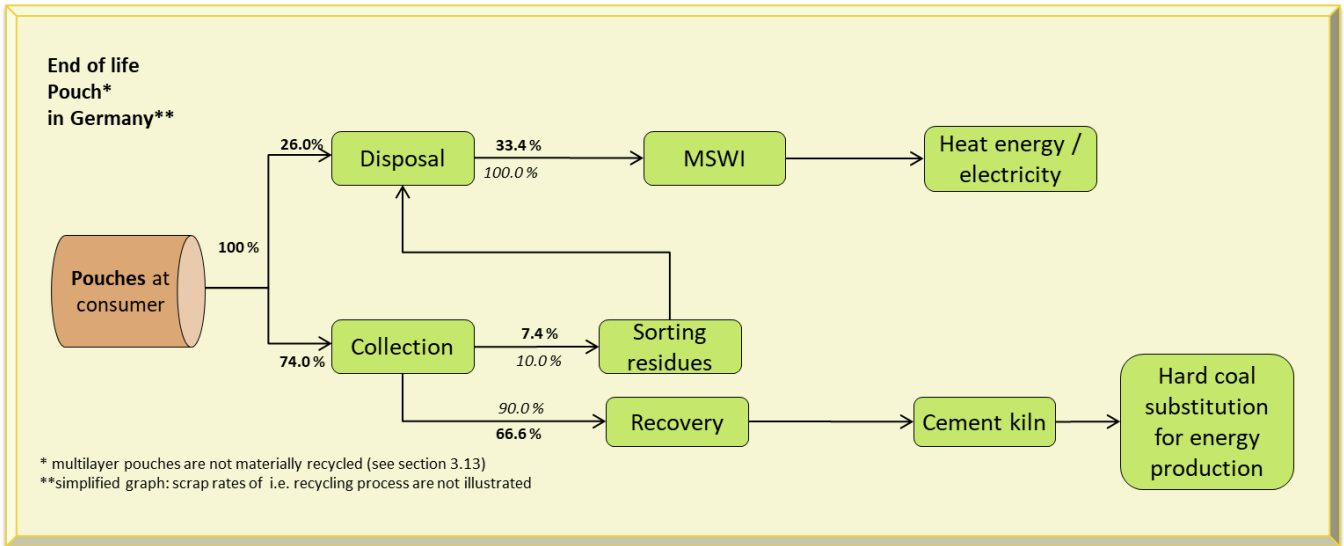 End of life
Pouch*
in Germany**
26.0%
Disposal
33.4 %
100.0 %
MSWI
Heat energy /
electricity
100 %
Pouches at
consumer
74.0 %
Collection
7.4 %
10.0 %
Sorting
residues
90.0 %
66.6 %
Recovery
Cement kiln
Hard coal
substitution
for energy
production
* multilayer pouches are not materially recycled (see section 3.13)
**simplified graph: scrap rates of i.e. recycling process are not illustrated